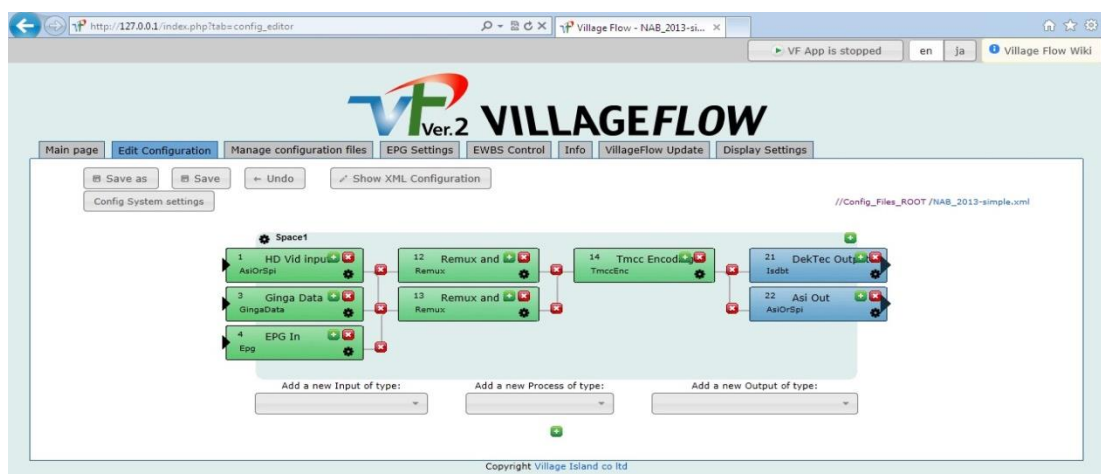 http://127.0.0.1/index.php?tab=config_editor
Village Flow - NAB_2013-si...
VF App is stopped
en
ja
Village Flow Wiki
VF Ver.2 VILLAGEFLOW
Main page
Edit Configuration
Manage configuration files
EPG Settings
EWBS Control
Info
VillageFlow Update
Display Settings
Save as
Save
← Undo
Show XML Configuration
Config System settings
//Config_Files_ROOT /NAB_2013-simple.xml
Space1
1 HD Vid input
AsiOrSpi
12 Remux and
Remux
14 Tmcc Encoding
TmccEnc
21 DekTec Outp
Isdbt
3 Ginga Data
GingaData
13 Remux and
Remux
22 Asi Out
AsiOrSpi
4 EPG In
Epg
Add a new Input of type:
Add a new Process of type:
Add a new Output of type:
Copyright Village Island co ltd